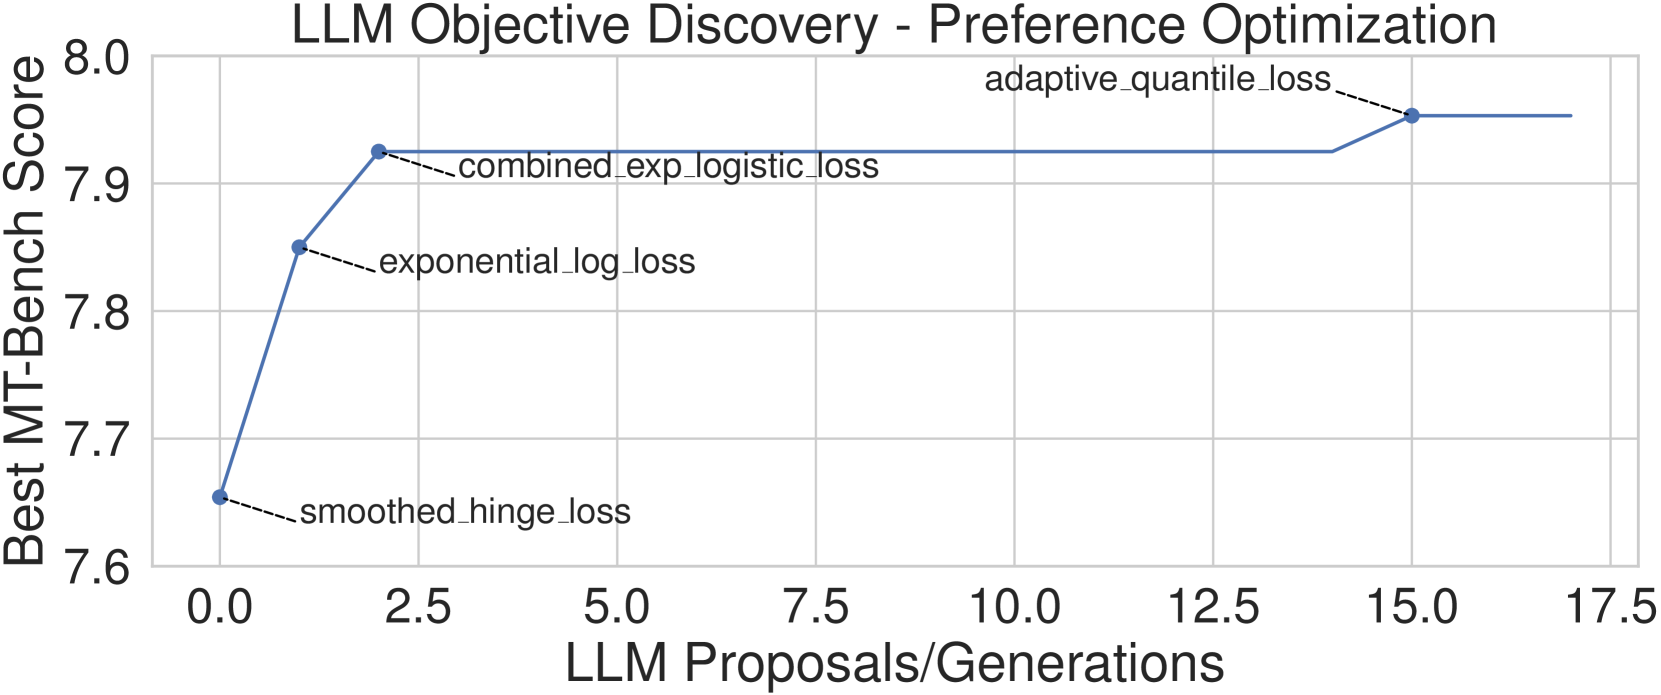 LLM Objective Discovery - Preference Optimization
Best MT-Bench Score
8.0
7.9
7.8
7.7
7.6
adaptive_quantile_loss
combined_exp_logistic_loss
exponential_log_loss
smoothed_hinge_loss
0.0 2.5 5.0 7.5 10.0 12.5 15.0 17.5
LLM Proposals/Generations